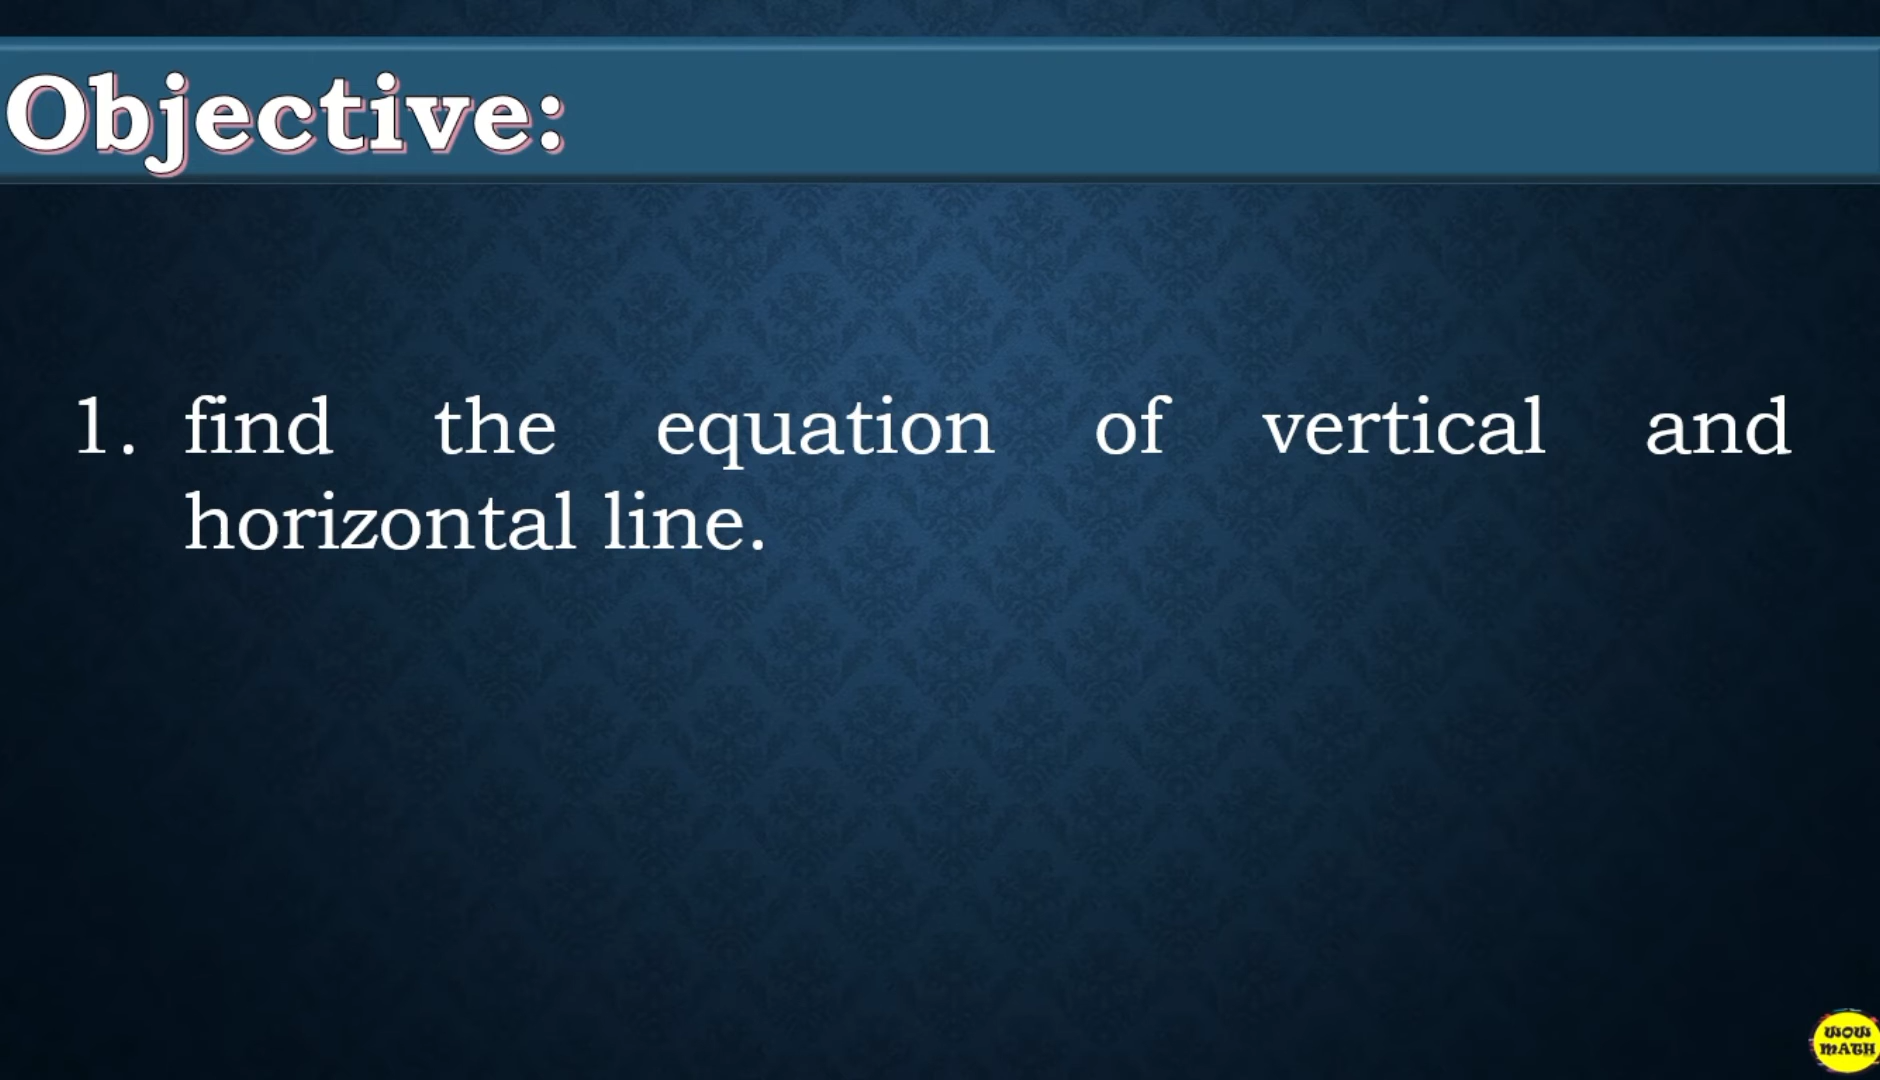 Objective:
1. find the equation of vertical and
horizontal line.
WOW
MATH